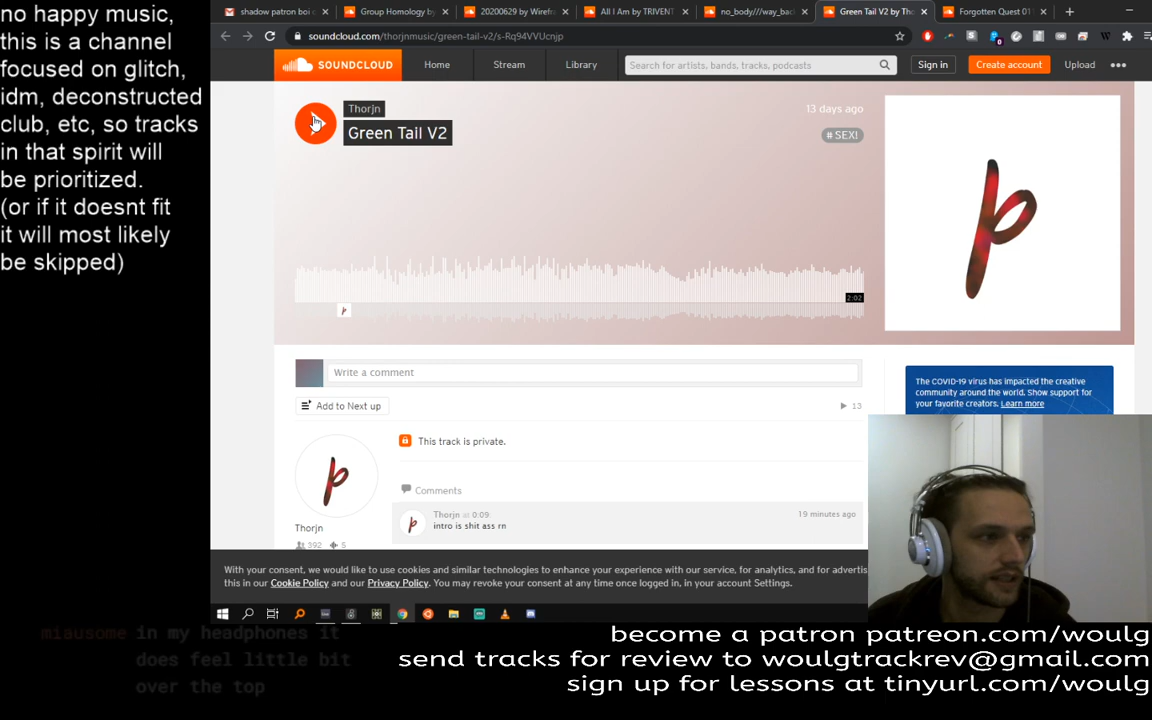 no happy music,
this is a channel
focused on glitch,
idm, deconstructed
club, etc, so tracks
in that spirit will
be prioritized.
(or if it doesnt fit
it will most likely
be skipped)
shadow patron boi e
Group Homology by
20200629 by Wirefr
All I Am by TRIVENT
no_body///way_bac
Green Tail V2 by Tho
Forgotten Quest 011
soundcloud.com/thorjnmusic/green-tail-v2/s-Rq94VVUcnjp
SOUNDCLOUD
Home
Stream
Library
Search for artists, bands, tracks, podcasts
Sign in
Create account
Upload
Thorjn
13 days ago
Green Tail V2
# SEX!
2:02
Write a comment
Add to Next up
13
The COVID-19 virus has impacted the creative
community around the world. Show support
for your favorite creators. Learn more
This track is private.
Comments
Thorjn at 0:09
19 minutes ago
intro is shit ass rn
Thorjn
392 5
With your consent, we would like to use cookies and similar technologies to enhance your experience with our service, for analytics, and for advertis
this in our Cookie Policy and our Privacy Policy. You may revoke your consent at any time once logged in, in your account Settings.
miausome in my headphones it
does feel little bit
over the top
become a patron patreon.com/woulg
send tracks for review to woulgtrackrev@gmail.com
sign up for lessons at tinyurl.com/woulg